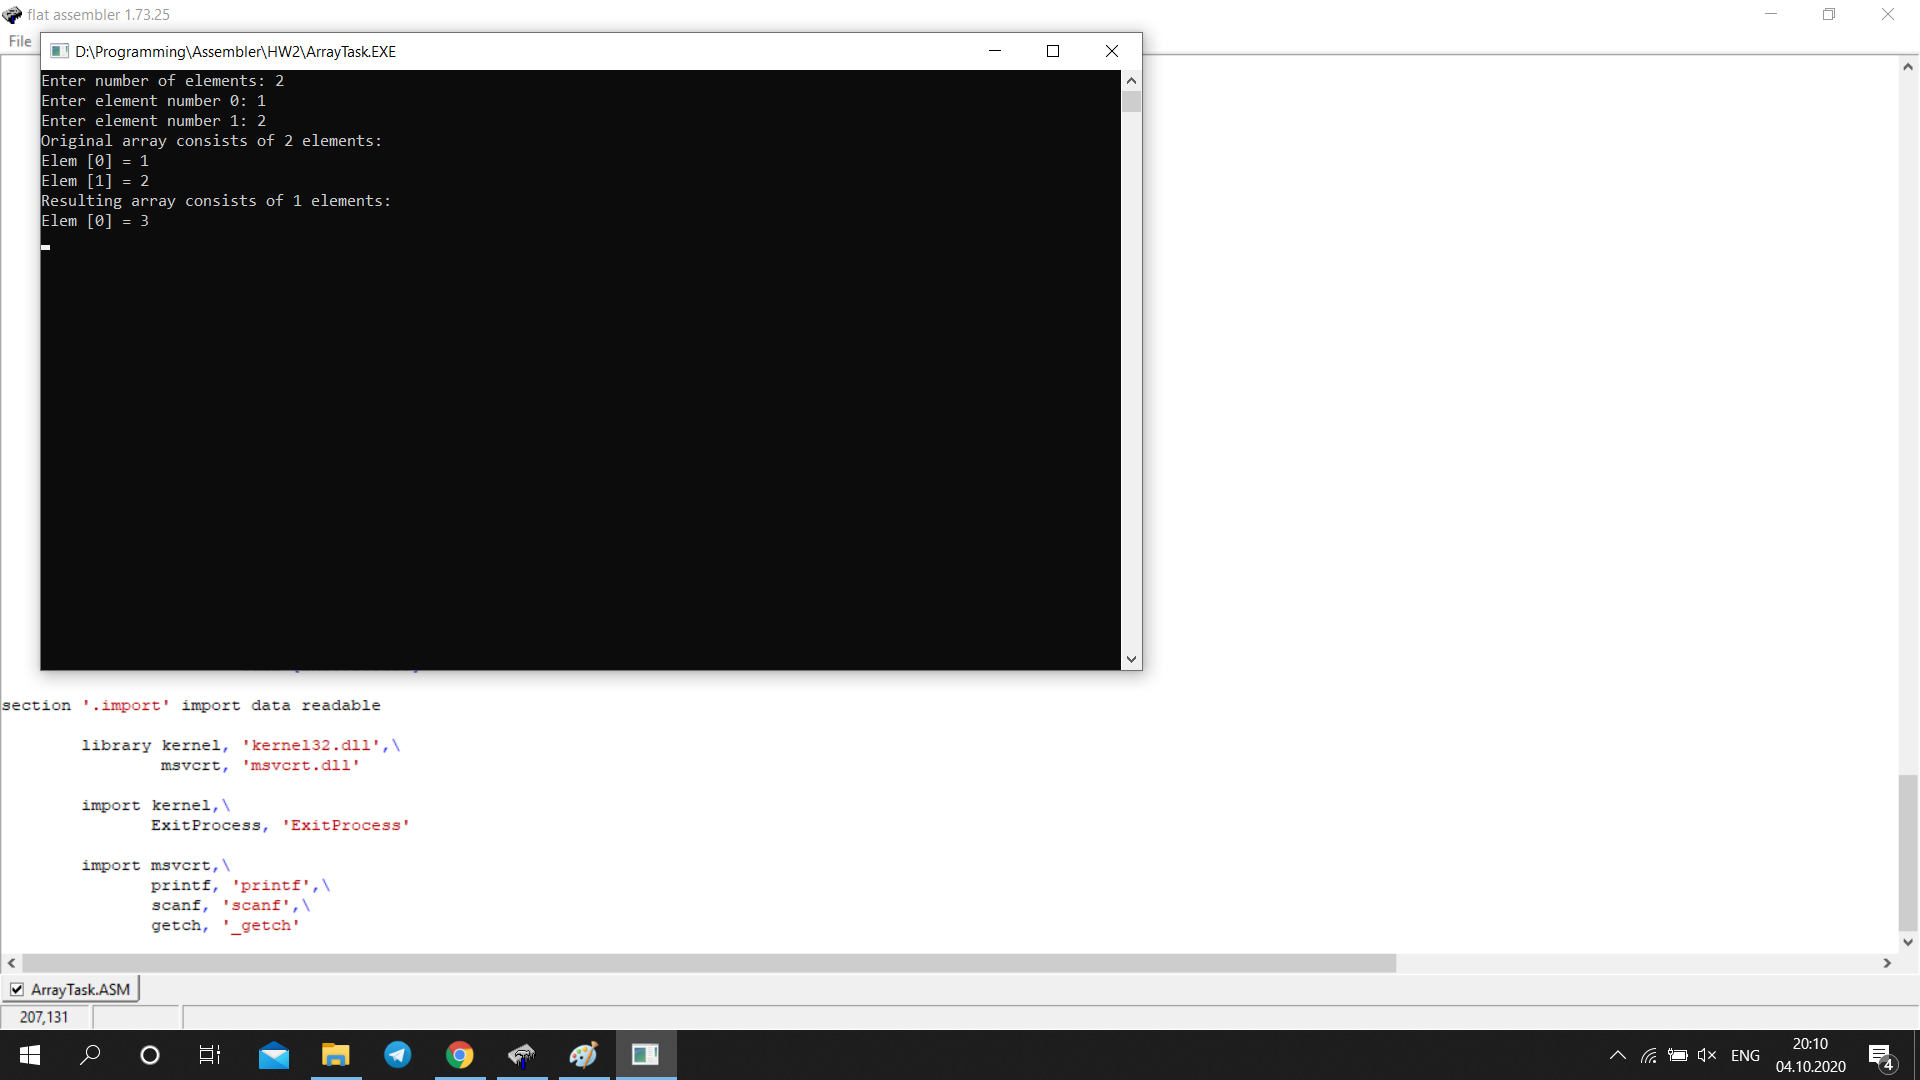 flat assembler 1.73.25
File
D:\Programming\Assembler\HW2\ArrayTask.EXE
Enter number of elements: 2
Enter element number 0: 1
Enter element number 1: 2
Original array consists of 2 elements:
Elem [0] = 1
Elem [1] = 2
Resulting array consists of 1 elements:
Elem [0] = 3
section '.import' import data readable
library kernel, 'kernel32.dll',\
msvcrt, 'msvcrt.dll'
import kernel,\
ExitProcess, 'ExitProcess'
import msvcrt,\
printf, 'printf',\
scanf, 'scanf',\
getch, '_getch'
ArrayTask.ASM
207,131
ENG
20:10
04.10.2020
4